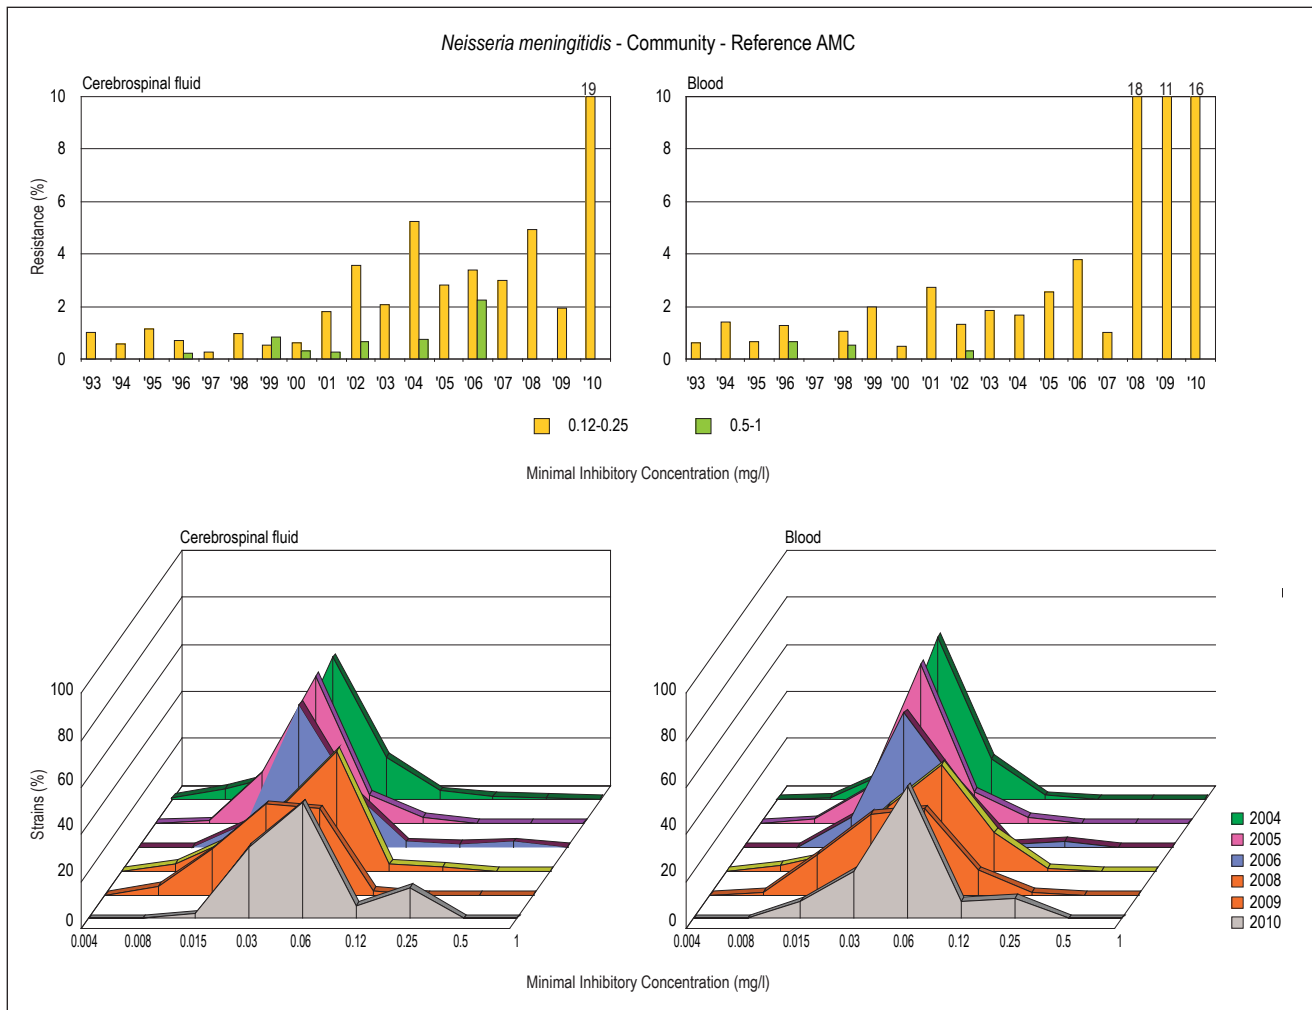 Neisseria meningitidis - Community - Reference AMC
Cerebrospinal fluid
Blood
19
18 11 16
10
8
6
4
2
0
Resistance (%)
10
8
6
4
2
0
'93 '94 '95 '96 '97 '98 '99 '00 '01 '02 '03 '04 '05 '06 '07 '08 '09 '10
'93 '94 '95 '96 '97 '98 '99 '00 '01 '02 '03 '04 '05 '06 '07 '08 '09 '10
0.12-0.25 0.5-1
Minimal Inhibitory Concentration (mg/l)
Cerebrospinal fluid
Blood
100
80
60
40
20
0
Strains (%)
0.004 0.008 0.015 0.03 0.06 0.12 0.25 0.5 1
100
80
60
40
20
0
0.004 0.008 0.015 0.03 0.06 0.12 0.25 0.5 1
2004
2005
2006
2008
2009
2010
Minimal Inhibitory Concentration (mg/l)